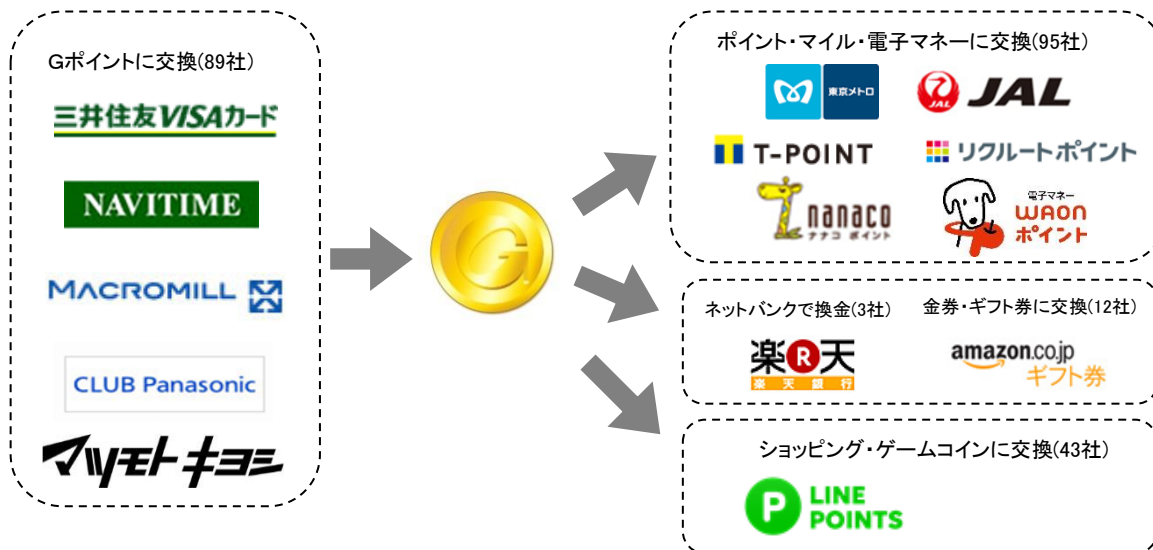 Gポイントに交換(89社)
三井住友VISAカード
NAVITIME
MACROMILL
CLUB Panasonic
マツモトキヨシ
G
ポイント・マイル・電子マネーに交換(95社)
東京メトロ
JAL
JAL
T-POINT
リクルートポイント
nanaco
ナナコ ポイント
電子マネー
WAON
ポイント
ネットバンクで換金(3社)
楽R天
楽天銀行
金券・ギフト券に交換(12社)
amazon.co.jp
ギフト券
ショッピング・ゲームコインに交換(43社)
P
LINE
POINTS